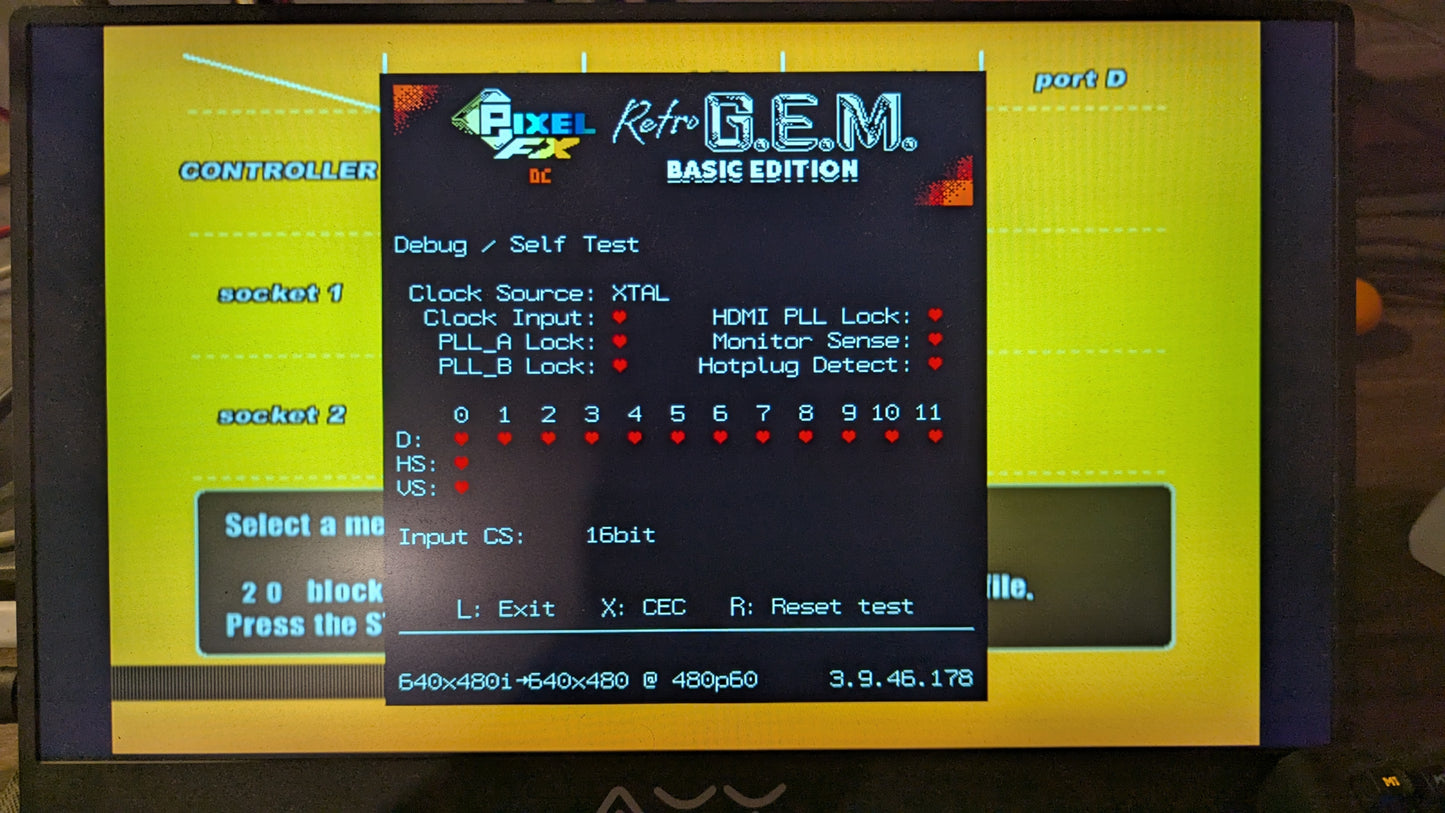 port D
PIXEL FX
DC
Retro G.E.M.
BASIC EDITION
CONTROLLER
Debug / Self Test
socket 1
Clock Source: XTAL
Clock Input: ♥ HDMI PLL Lock: ♥
PLL_A Lock: ♥ Monitor Sense: ♥
PLL_B Lock: ♥ Hotplug Detect: ♥
socket 2
0 1 2 3 4 5 6 7 8 9 10 11
D: ♥ ♥ ♥ ♥ ♥ ♥ ♥ ♥ ♥ ♥ ♥ ♥
HS: ♥
VS: ♥
Select a me
Input CS: 16bit
20 block
file.
Press the S
L: Exit X: CEC R: Reset test
640x480i→640x480 @ 480p60 3.9.46.178